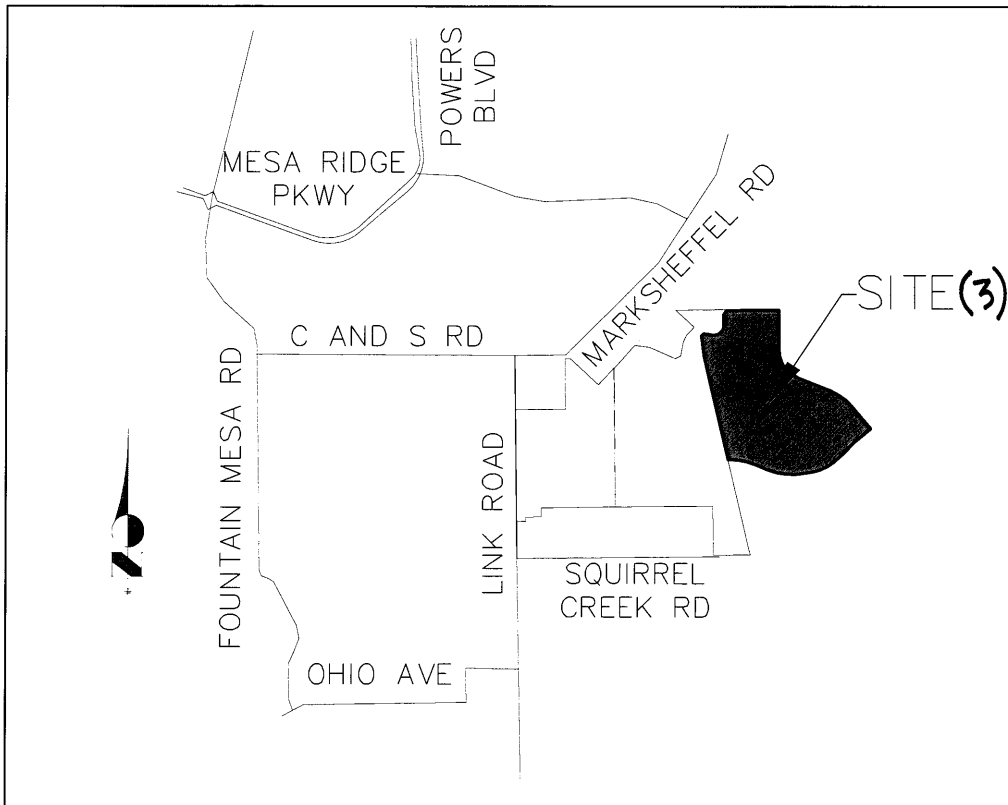 POWERS
BLVD
MESA RIDGE
PKWY
MARKSHEFFEL RD
SITE(3)
C AND S RD
FOUNTAIN MESA RD
LINK ROAD
N
SQUIRREL
CREEK RD
OHIO AVE